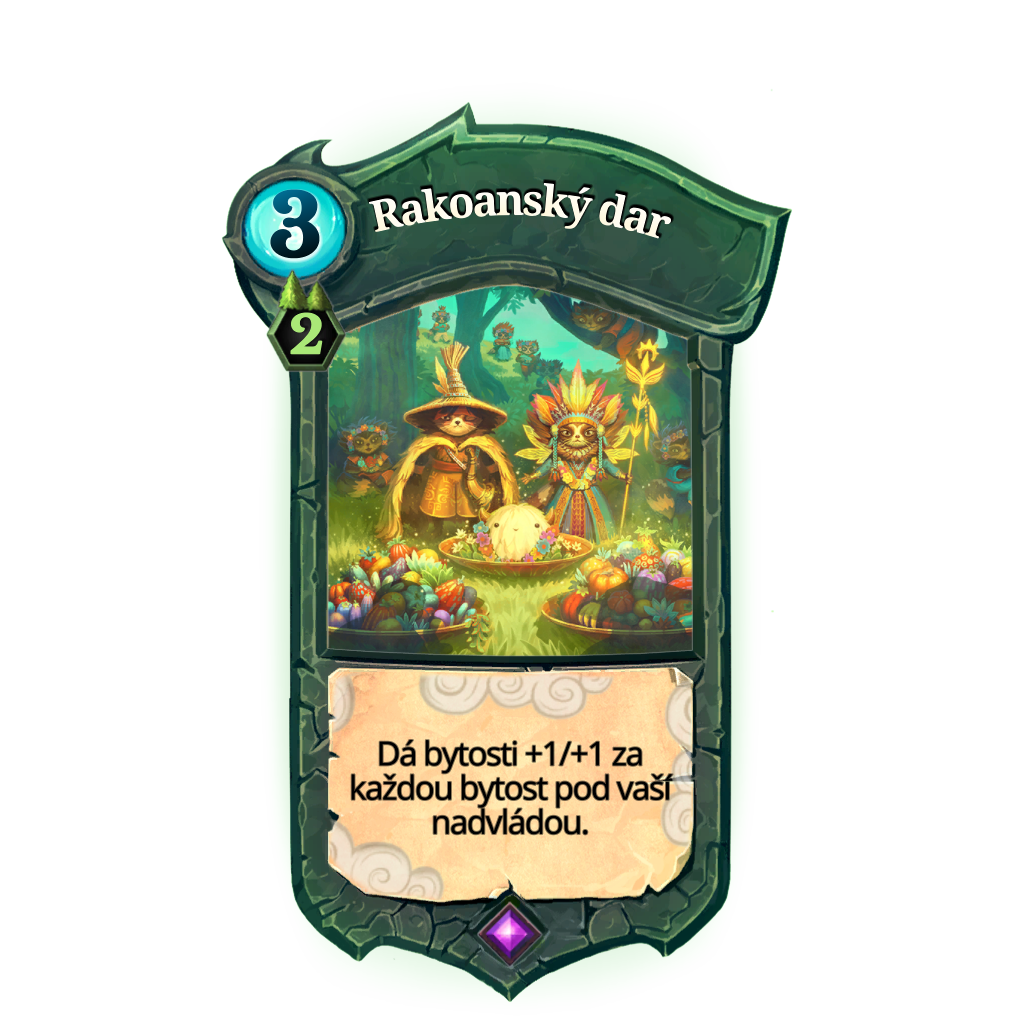 3
Rakoanský dar
2
Dá bytosti +1/+1 za
každou bytost pod vaší
nadvládou.